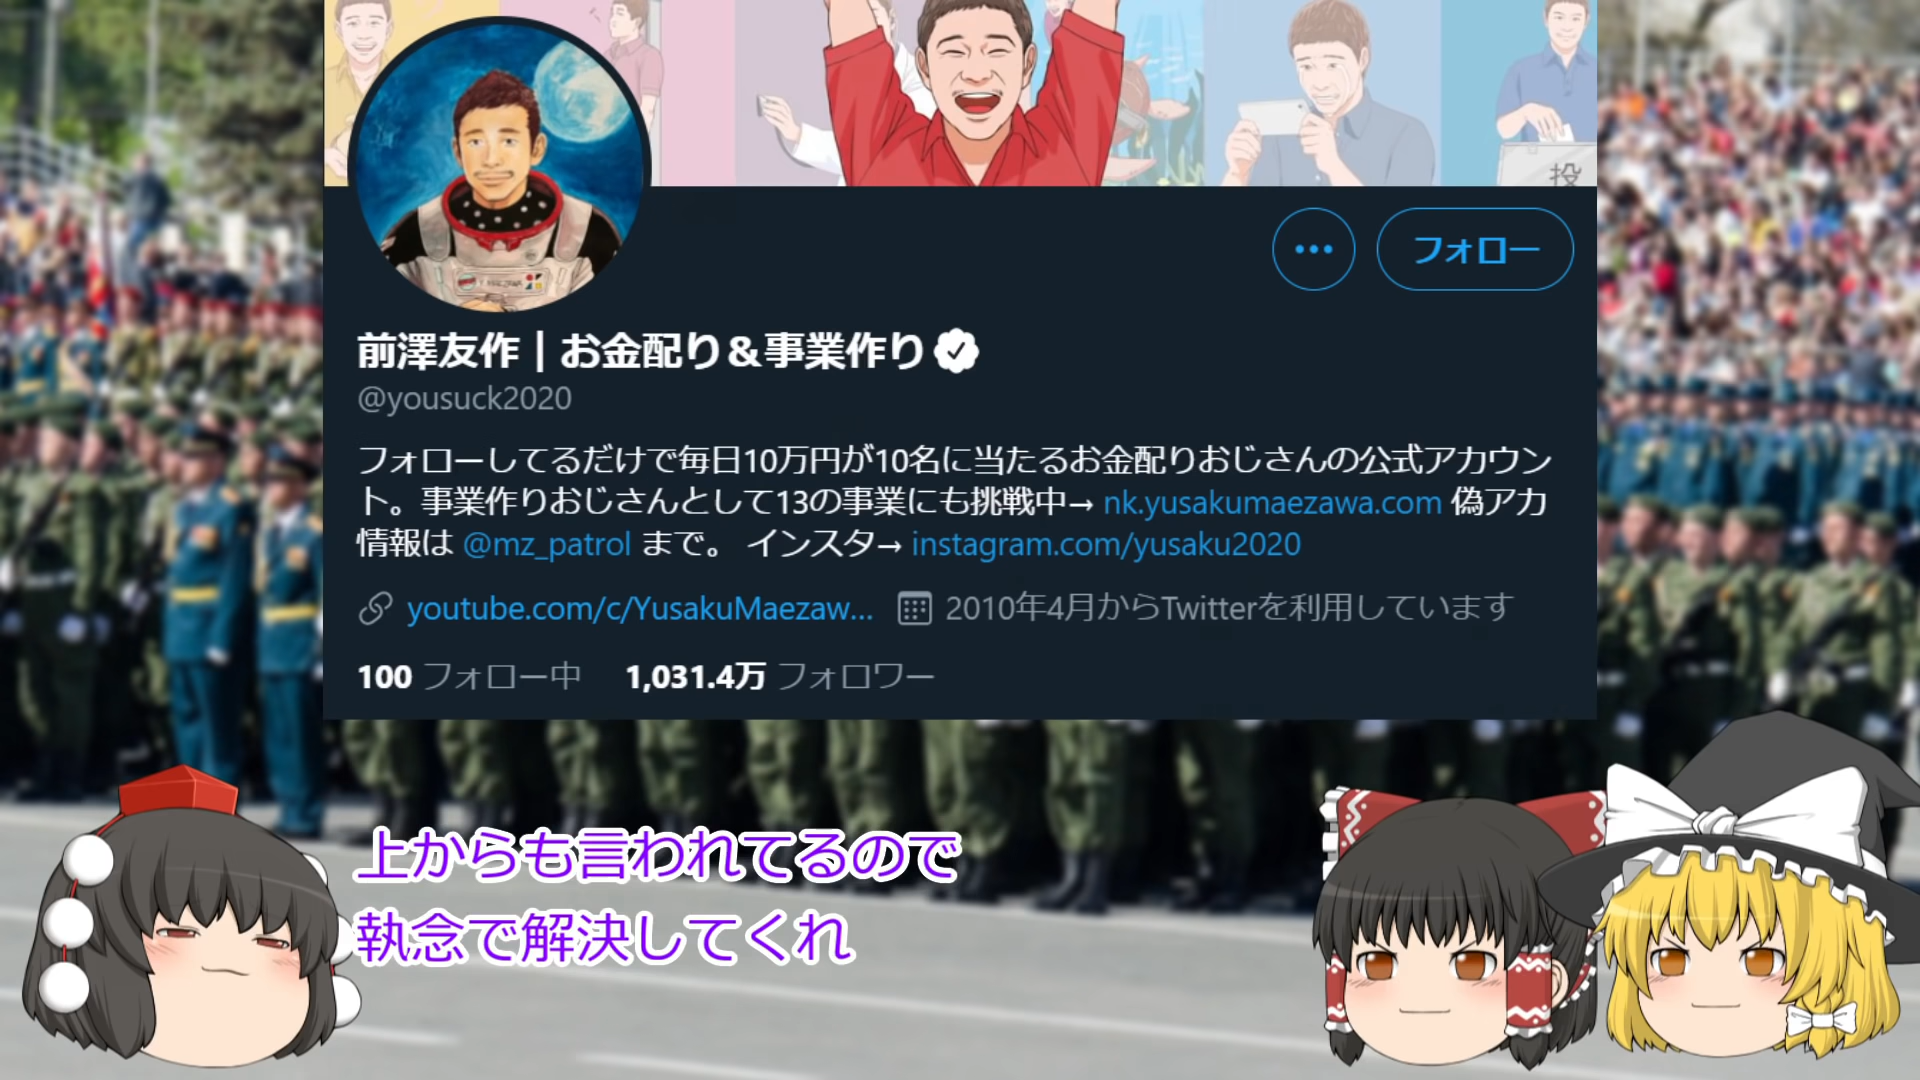 投
フォロー
前澤友作┃お金配り&事業作り
@yousuck2020
フォローしてるだけで毎日10万円が10名に当たるお金配りおじさんの公式アカウン
ト。事業作りおじさんとして13の事業にも挑戦中→ nk.yusakumaezawa.com 偽アカ
情報は @mz_patrol まで。 インスタ→ instagram.com/yusaku2020
youtube.com/c/YusakuMaezaw... 2010年4月からTwitterを利用しています
100 フォロー中 1,031.4万 フォロワー
上からも言われてるので
執念で解決してくれ